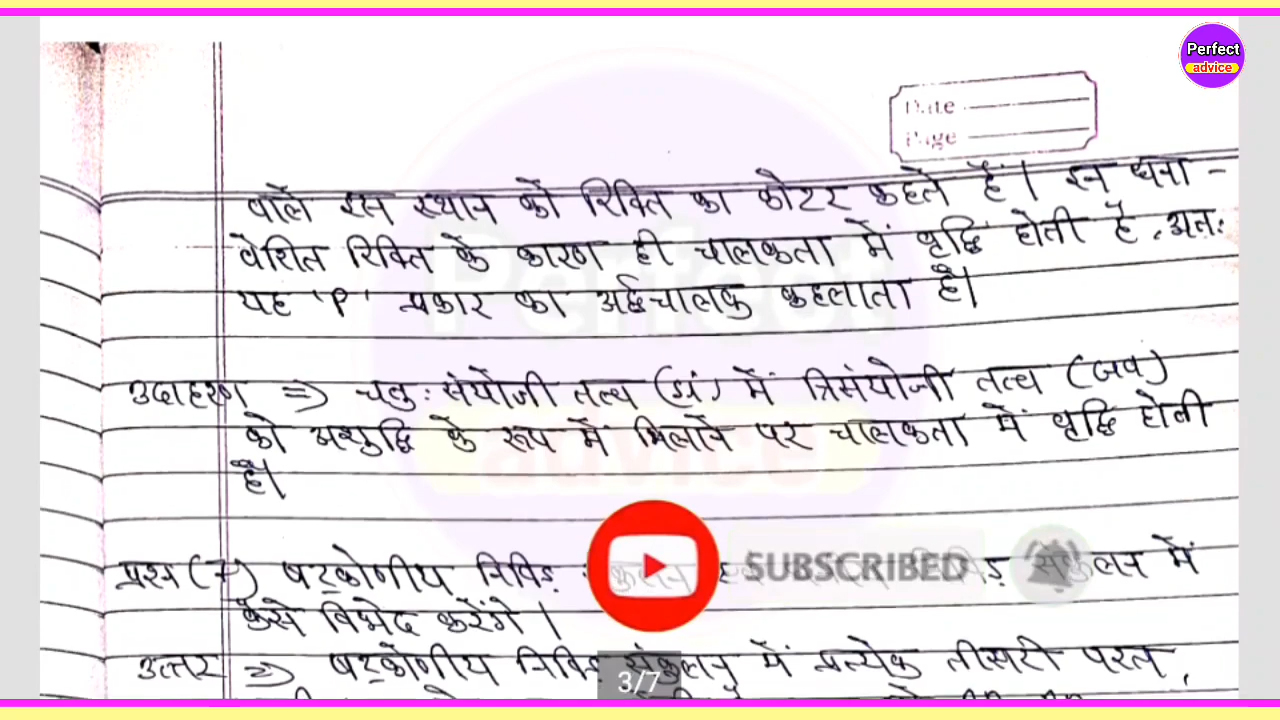 Perfect
advice
Date
Page
वाले इस स्थान को रिक्ति का कोटर कहते हैं। इन धना-
वेशित रिक्ति के कारण ही चालकता में वृद्धि होती है, अतः
यह 'P' प्रकार का अर्द्धचालक कहलाता है।
उदाहरण ⇒ चतुः संयोजी तत्व में त्रिसंयोजी तत्व
को अशुद्धि के रूप में मिलाने पर चालकता में वृद्धि होती
है।
प्रश्न (7) षट्कोणीय निविड़ संकुलन में
SUBSCRIBED
कैसे विभेद करेंगे।
उत्तर ⇒ षट्कोणीय निविड़ संकुलन में प्रत्येक तीसरी परत,
3/7